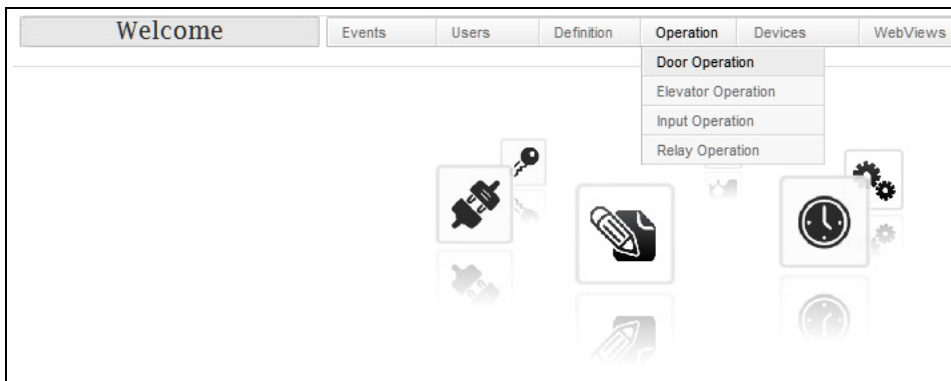 Welcome
Events Users Definition Operation Devices WebViews
Door Operation
Elevator Operation
Input Operation
Relay Operation